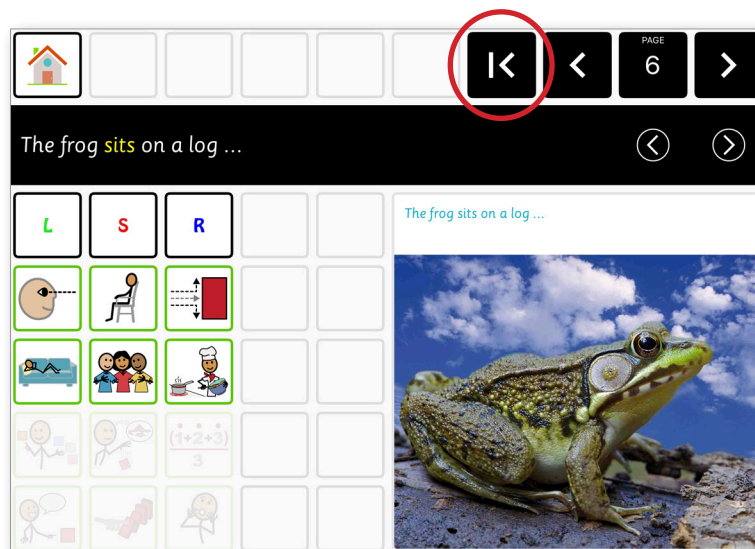 PAGE
6
The frog sits on a log ...
L S R
The frog sits on a log ...
(1+2+3)
3